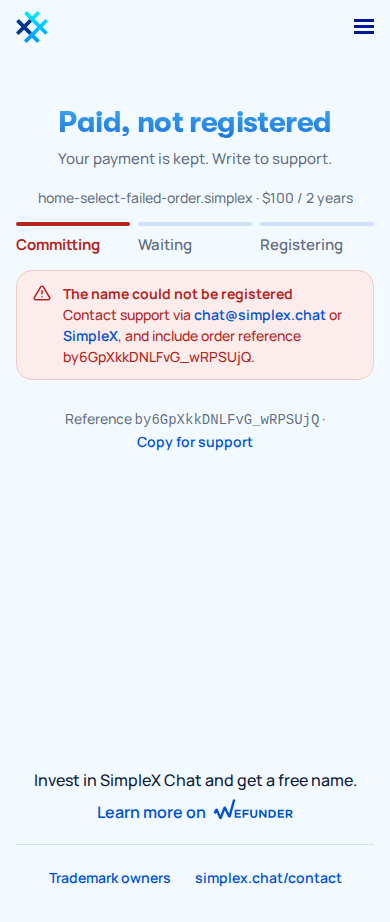 Paid, not registered
Your payment is kept. Write to support.
home-select-failed-order.simplex · $100 / 2 years
Committing Waiting Registering
The name could not be registered
Contact support via chat@simplex.chat or
SimpleX, and include order reference
by6GpXkkDNLFvG_wRPSUjQ.
Reference by6GpXkkDNLFvG_wRPSUjQ ·
Copy for support
Invest in SimpleX Chat and get a free name.
Learn more on WEFUNDER
Trademark owners simplex.chat/contact